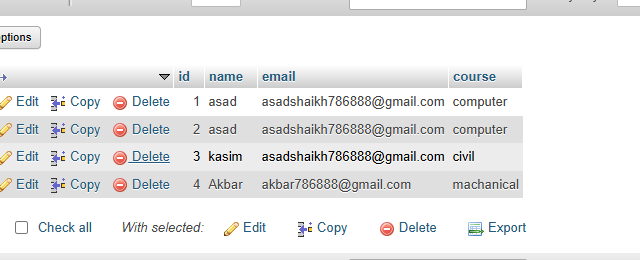 ptions
id name email course
Edit Copy Delete 1 asad asadshaikh786888@gmail.com computer
Edit Copy Delete 2 asad asadshaikh786888@gmail.com computer
Edit Copy Delete 3 kasim asadshaikh786888@gmail.com civil
Edit Copy Delete 4 Akbar akbar786888@gmail.com machanical
Check all With selected: Edit Copy Delete Export